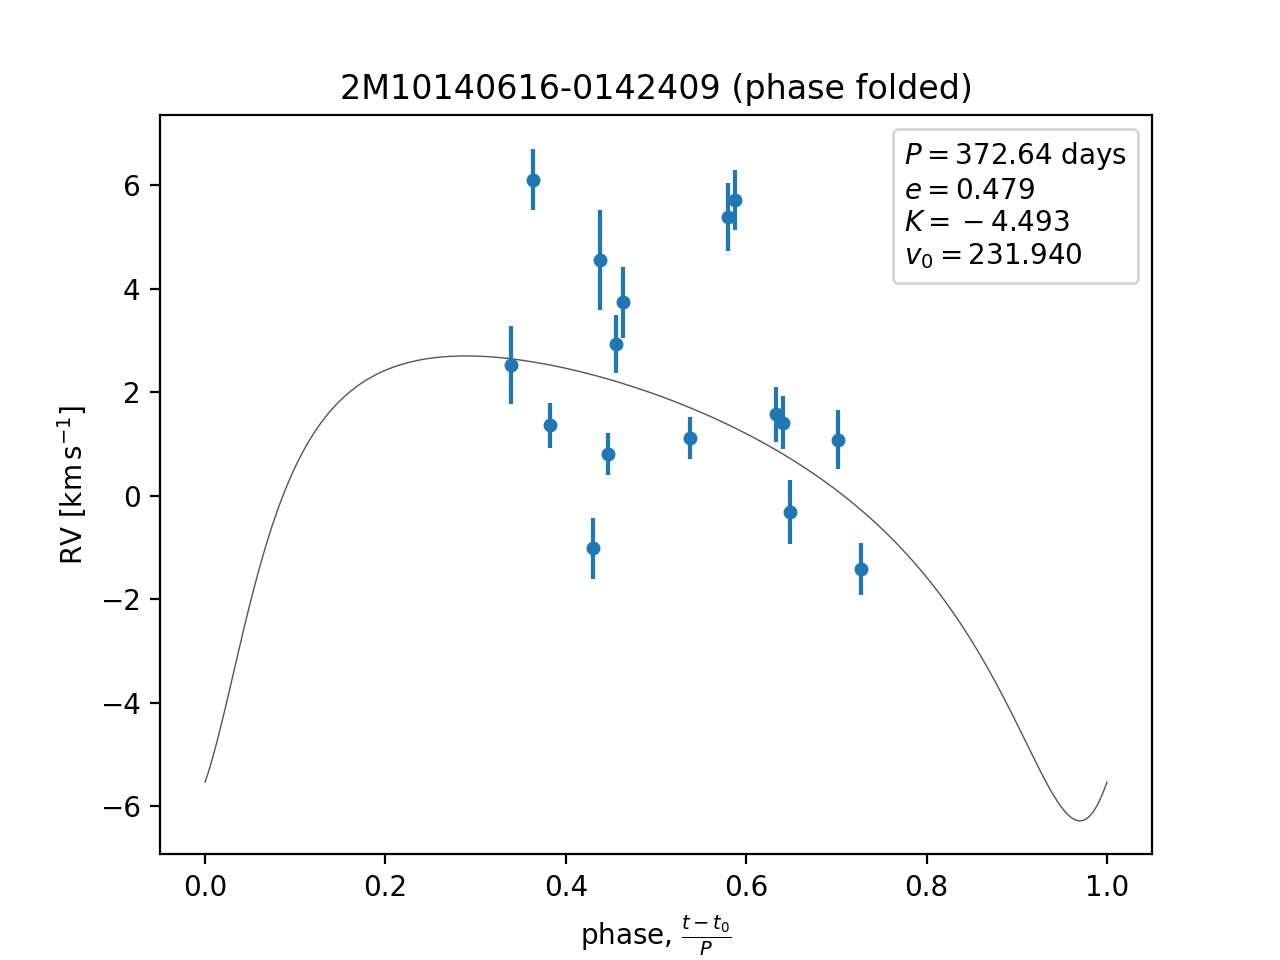 2M10140616-0142409 (phase folded)
P = 372.64 days
e = 0.479
K = −4.493
v₀ = 231.940
RV [km s⁻¹]
6
4
2
0
−2
−4
−6
0.0 0.2 0.4 0.6 0.8 1.0
phase, (t − t₀)/P